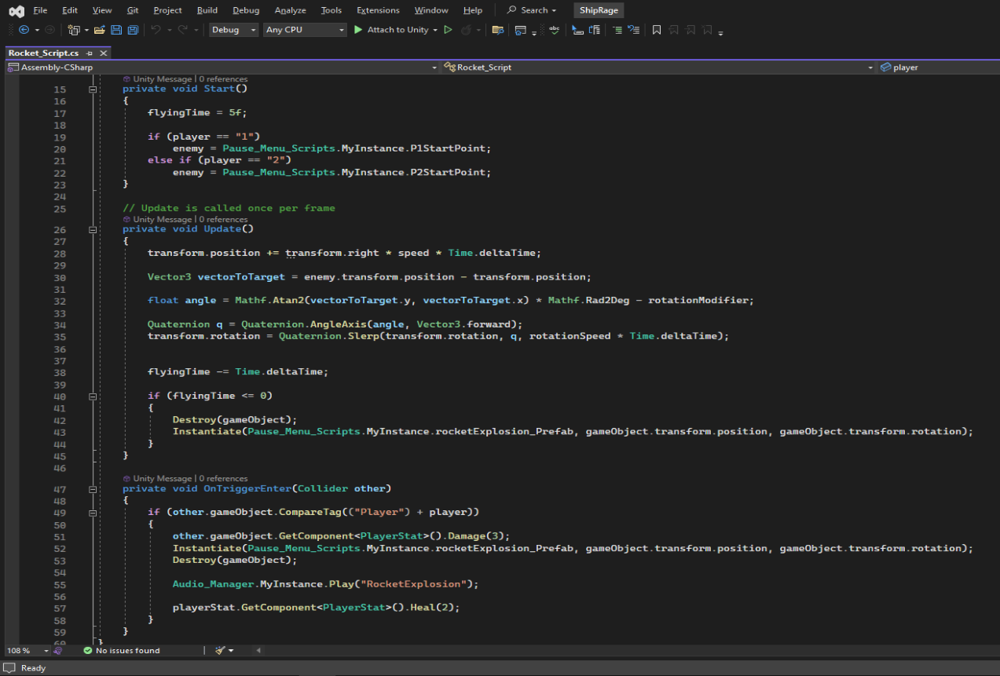 File Edit View Git Project Build Debug Analyze Tools Extensions Window Help Search ShipRage
Debug Any CPU Attach to Unity abc
Rocket_Script.cs
Assembly-CSharp Rocket_Script player
Unity Message | 0 references
15 private void Start()
16 {
17 flyingTime = 5f;
18
19 if (player == "1")
20 enemy = Pause_Menu_Scripts.MyInstance.P1StartPoint;
21 else if (player == "2")
22 enemy = Pause_Menu_Scripts.MyInstance.P2StartPoint;
23 }
24
25 // Update is called once per frame
Unity Message | 0 references
26 private void Update()
27 {
28 transform.position += transform.right * speed * Time.deltaTime;
29
30 Vector3 vectorToTarget = enemy.transform.position - transform.position;
31
32 float angle = Mathf.Atan2(vectorToTarget.y, vectorToTarget.x) * Mathf.Rad2Deg - rotationModifier;
33
34 Quaternion q = Quaternion.AngleAxis(angle, Vector3.forward);
35 transform.rotation = Quaternion.Slerp(transform.rotation, q, rotationSpeed * Time.deltaTime);
36
37
38 flyingTime -= Time.deltaTime;
39
40 if (flyingTime <= 0)
41 {
42 Destroy(gameObject);
43 Instantiate(Pause_Menu_Scripts.MyInstance.rocketExplosion_Prefab, gameObject.transform.position, gameObject.transform.rotation);
44 }
45 }
46
Unity Message | 0 references
47 private void OnTriggerEnter(Collider other)
48 {
49 if (other.gameObject.CompareTag(("Player") + player))
50 {
51 other.gameObject.GetComponent<PlayerStat>().Damage(3);
52 Instantiate(Pause_Menu_Scripts.MyInstance.rocketExplosion_Prefab, gameObject.transform.position, gameObject.transform.rotation);
53 Destroy(gameObject);
54
55 Audio_Manager.MyInstance.Play("RocketExplosion");
56
57 playerStat.GetComponent<PlayerStat>().Heal(2);
58 }
59 }
60 }
108 % No issues found
Ready